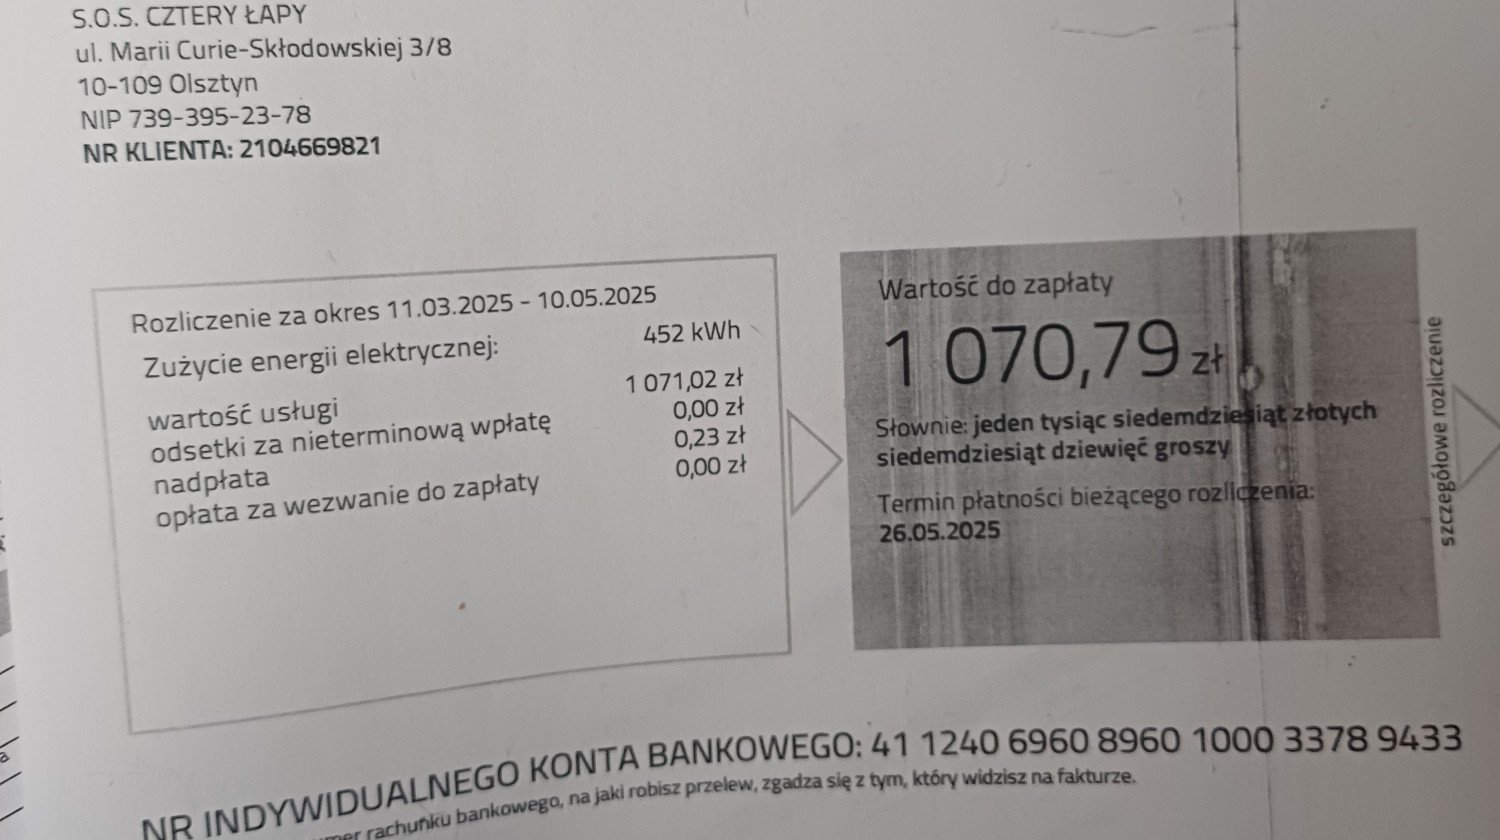 S.O.S. CZTERY ŁAPY
ul. Marii Curie-Skłodowskiej 3/8
10-109 Olsztyn
NIP 739-395-23-78
NR KLIENTA: 2104669821
Rozliczenie za okres 11.03.2025 - 10.05.2025
Zużycie energii elektrycznej: 452 kWh
wartość usługi 1 071,02 zł
odsetki za nieterminową wpłatę 0,00 zł
nadpłata 0,23 zł
opłata za wezwanie do zapłaty 0,00 zł
Wartość do zapłaty
1 070,79 zł
Słownie: jeden tysiąc siedemdziesiąt złotych
siedemdziesiąt dziewięć groszy
Termin płatności bieżącego rozliczenia:
26.05.2025
szczegółowe rozliczenie
NR INDYWIDUALNEGO KONTA BANKOWEGO: 41 1240 6960 8960 1000 3378 9433
rachunku bankowego, na jaki robisz przelew, zgadza się z tym, który widzisz na fakturze.